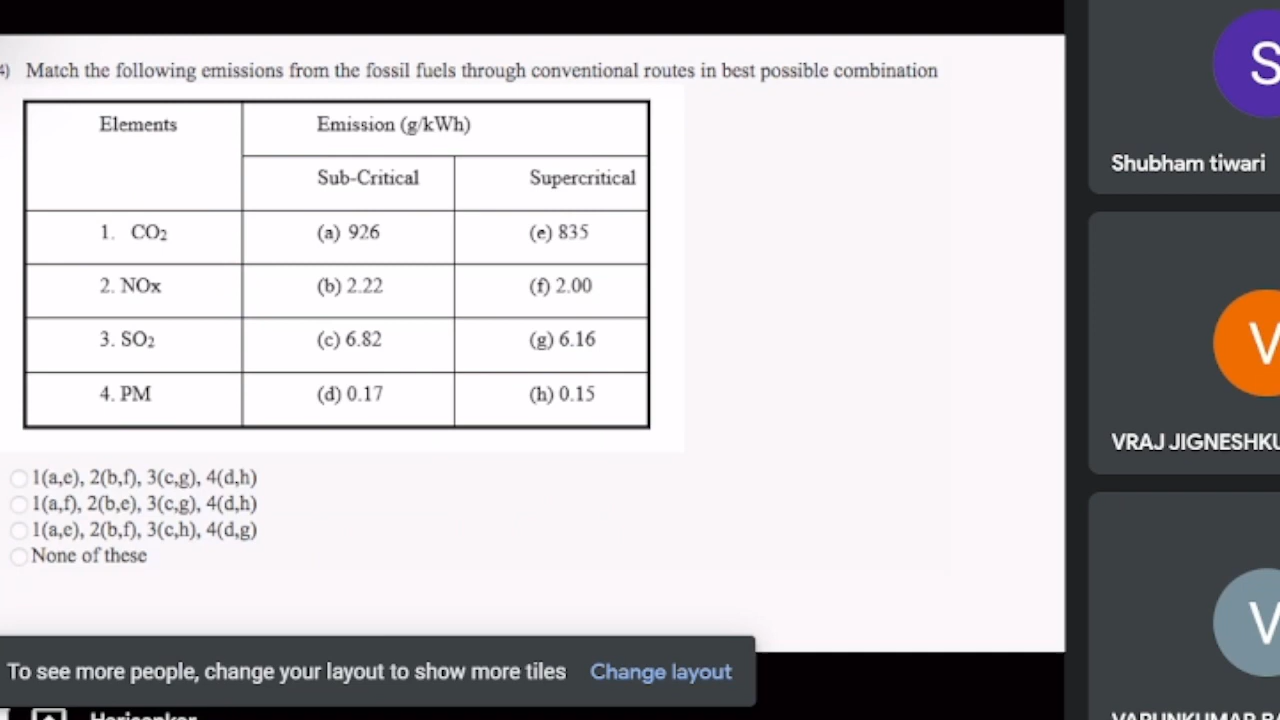 4) Match the following emissions from the fossil fuels through conventional routes in best possible combination
Elements Emission (g/kWh)
Sub-Critical Supercritical
1. CO2 (a) 926 (e) 835
2. NOx (b) 2.22 (f) 2.00
3. SO2 (c) 6.82 (g) 6.16
4. PM (d) 0.17 (h) 0.15
1(a,e), 2(b,f), 3(c,g), 4(d,h)
1(a,f), 2(b,e), 3(c,g), 4(d,h)
1(a,e), 2(b,f), 3(c,h), 4(d,g)
None of these
To see more people, change your layout to show more tiles Change layout
S
Shubham tiwari
V
VRAJ JIGNESHKU
V